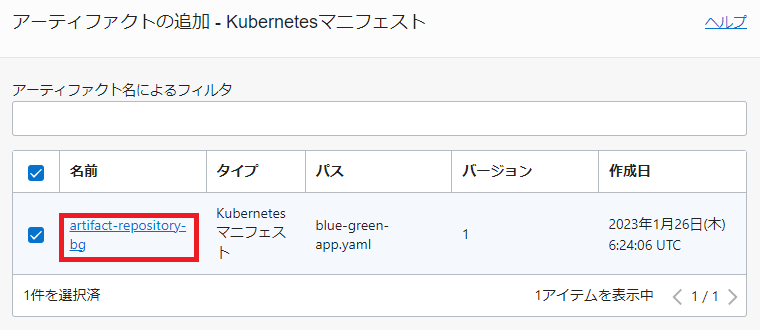 アーティファクトの追加 - Kubernetesマニフェスト
ヘルプ
アーティファクト名によるフィルタ
名前 タイプ パス バージョン 作成日
artifact-repository-
bg
Kubernetes
マニフェス
ト
blue-green-
app.yaml
1
2023年1月26日(木)
6:24:06 UTC
1件を選択済
1アイテムを表示中 1 / 1